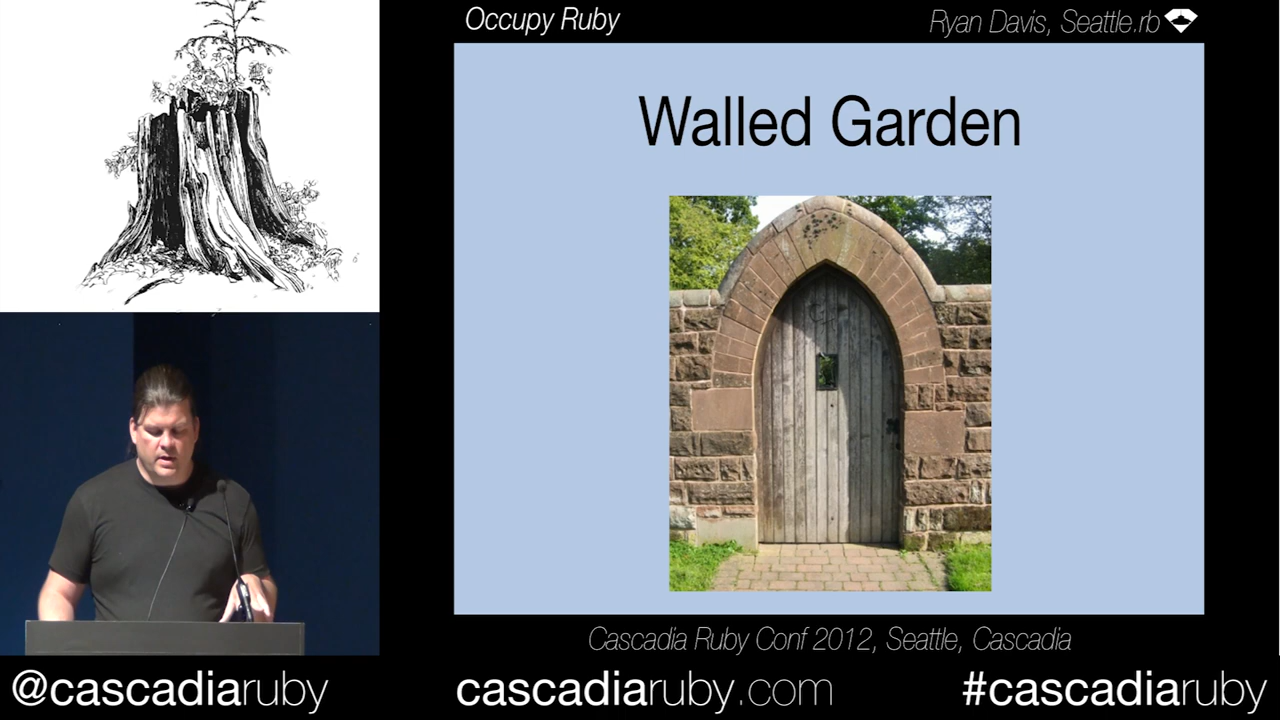 Occupy Ruby
Ryan Davis, Seattle.rb
Walled Garden
Cascadia Ruby Conf 2012, Seattle, Cascadia
@cascadiaruby
cascadiaruby.com
#cascadiaruby